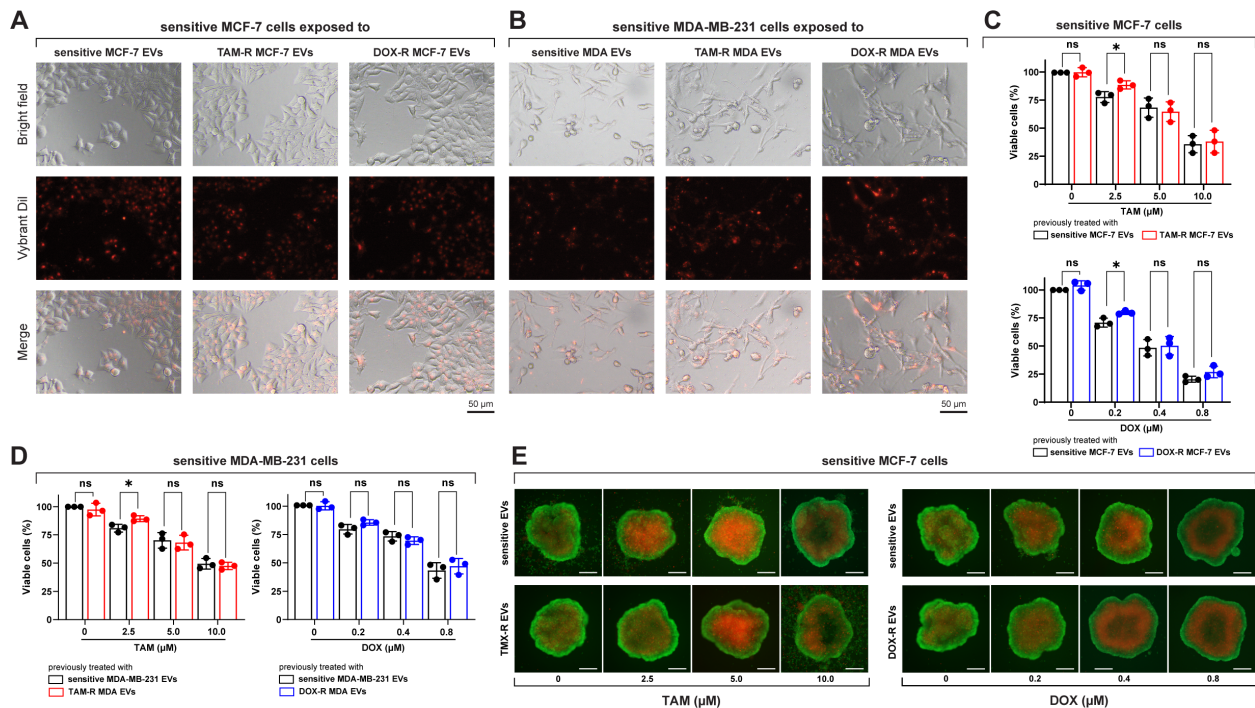 A
sensitive MCF-7 cells exposed to
sensitive MCF-7 EVs
TAM-R MCF-7 EVs
DOX-R MCF-7 EVs
Bright field
Vybrant Dil
Merge
50 µm
B
sensitive MDA-MB-231 cells exposed to
sensitive MDA EVs
TAM-R MDA EVs
DOX-R MDA EVs
50 µm
C
sensitive MCF-7 cells
ns
*
ns
ns
Viable cells (%)
100
75
50
25
0
0
2.5
5.0
10.0
TAM (µM)
previously treated with
sensitive MCF-7 EVs
TAM-R MCF-7 EVs
ns
*
ns
ns
Viable cells (%)
100
75
50
25
0
0
0.2
0.4
0.8
DOX (µM)
previously treated with
sensitive MCF-7 EVs
DOX-R MCF-7 EVs
D
sensitive MDA-MB-231 cells
ns
*
ns
ns
Viable cells (%)
100
75
50
25
0
0
2.5
5.0
10.0
TAM (µM)
previously treated with
sensitive MDA-MB-231 EVs
TAM-R MDA EVs
ns
ns
ns
ns
Viable cells (%)
100
75
50
25
0
0
0.2
0.4
0.8
DOX (µM)
previously treated with
sensitive MDA-MB-231 EVs
DOX-R MDA EVs
E
sensitive MCF-7 cells
sensitive EVs
TMX-R EVs
0
2.5
5.0
10.0
TAM (µM)
sensitive EVs
DOX-R EVs
0
0.2
0.4
0.8
DOX (µM)